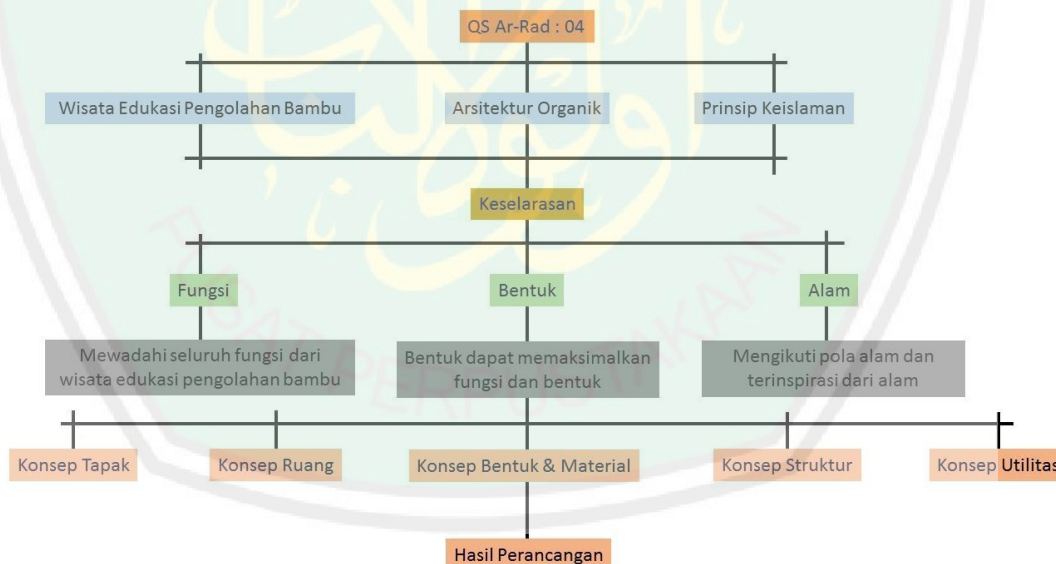 QS Ar-Rad : 04
Wisata Edukasi Pengolahan Bambu
Arsitektur Organik
Prinsip Keislaman
Keselarasan
Fungsi
Bentuk
Alam
Mewadahi seluruh fungsi dari
wisata edukasi pengolahan bambu
Bentuk dapat memaksimalkan
fungsi dan bentuk
Mengikuti pola alam dan
terinspirasi dari alam
Konsep Tapak
Konsep Ruang
Konsep Bentuk & Material
Konsep Struktur
Konsep Utilitas
Hasil Perancangan
PUSAT PERPUSTAKAAN